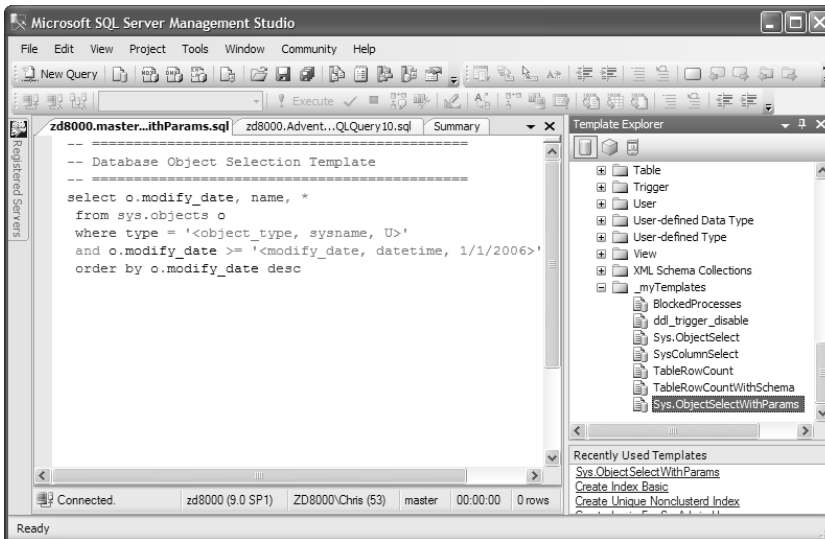 Microsoft SQL Server Management Studio
File Edit View Project Tools Window Community Help
New Query
Execute
zd8000.master...ithParams.sql zd8000.Advent...QLQuery10.sql Summary
Registered Servers
-- =============================================
-- Database Object Selection Template
-- =============================================
select o.modify_date, name, *
from sys.objects o
where type = '<object_type, sysname, U>'
and o.modify_date >= '<modify_date, datetime, 1/1/2006>'
order by o.modify_date desc
Connected. zd8000 (9.0 SP1) ZD8000\Chris (53) master 00:00:00 0 rows
Template Explorer
Table
Trigger
User
User-defined Data Type
User-defined Type
View
XML Schema Collections
_myTemplates
BlockedProcesses
ddl_trigger_disable
Sys.ObjectSelect
SysColumnSelect
TableRowCount
TableRowCountWithSchema
Sys.ObjectSelectWithParams
Recently Used Templates
Sys.ObjectSelectWithParams
Create Index Basic
Create Unique Nonclusterd Index
Ready